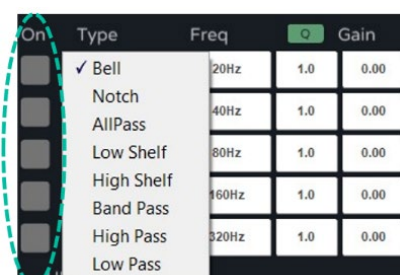 On Type Freq Q Gain
✓ Bell 20Hz 1.0 0.00
Notch
AllPass 40Hz 1.0 0.00
Low Shelf 80Hz 1.0 0.00
High Shelf
Band Pass 160Hz 1.0 0.00
High Pass 320Hz 1.0 0.00
Low Pass